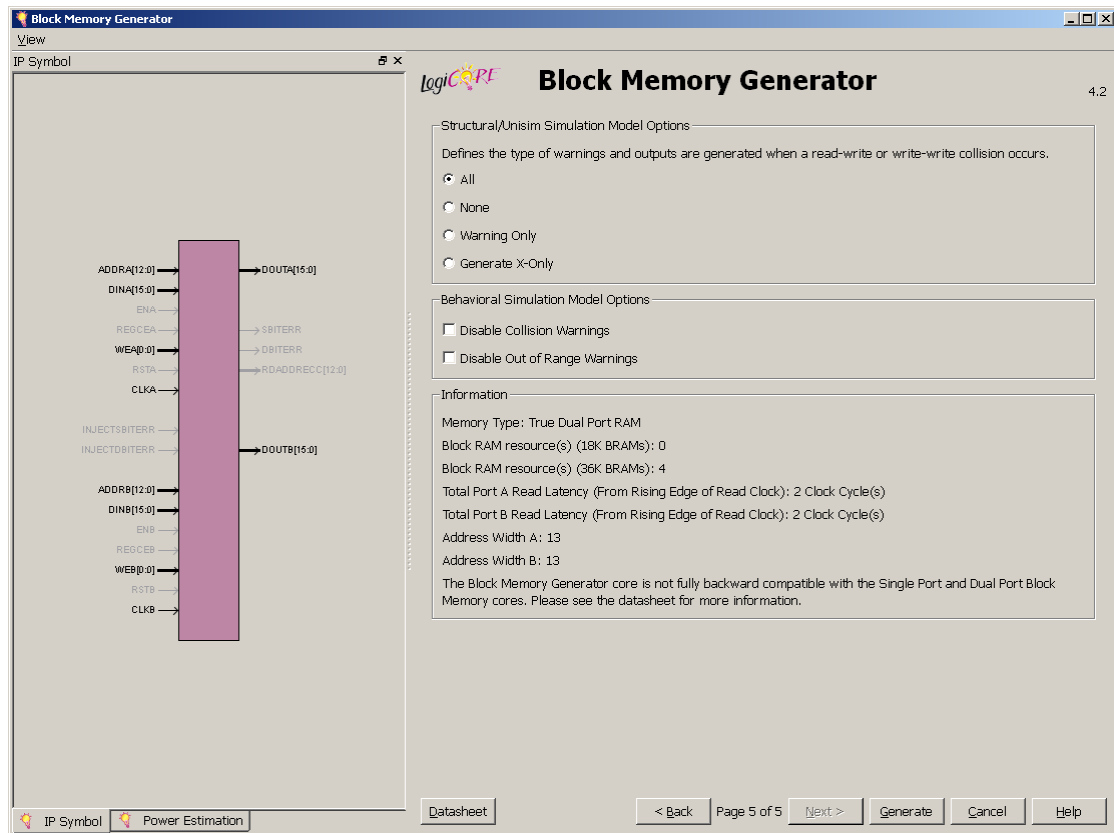 Block Memory Generator
View
IP Symbol
LogiCORE
Block Memory Generator
4.2
ADDRA[12:0]
DOUTA[15:0]
DINA[15:0]
ENA
REGCEA
SBITERR
WEA[0:0]
DBITERR
RSTA
RDADDRECC[12:0]
CLKA
INJECTSBITERR
INJECTDBITERR
DOUTB[15:0]
ADDRB[12:0]
DINB[15:0]
ENB
REGCEB
WEB[0:0]
RSTB
CLKB
Structural/Unisim Simulation Model Options
Defines the type of warnings and outputs are generated when a read-write or write-write collision occurs.
All
None
Warning Only
Generate X-Only
Behavioral Simulation Model Options
Disable Collision Warnings
Disable Out of Range Warnings
Information
Memory Type: True Dual Port RAM
Block RAM resource(s) (18K BRAMs): 0
Block RAM resource(s) (36K BRAMs): 4
Total Port A Read Latency (From Rising Edge of Read Clock): 2 Clock Cycle(s)
Total Port B Read Latency (From Rising Edge of Read Clock): 2 Clock Cycle(s)
Address Width A: 13
Address Width B: 13
The Block Memory Generator core is not fully backward compatible with the Single Port and Dual Port Block
Memory cores. Please see the datasheet for more information.
IP Symbol
Power Estimation
Datasheet
< Back
Page 5 of 5
Next >
Generate
Cancel
Help